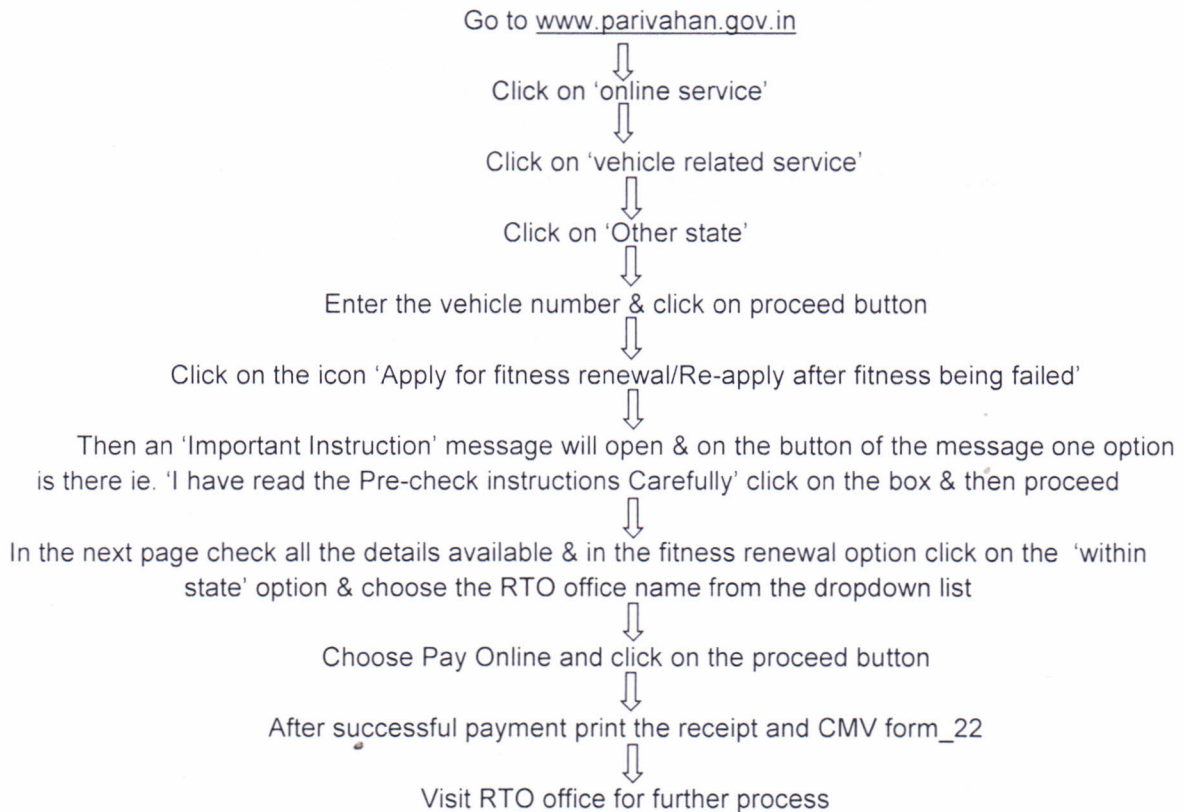 Go to www.parivahan.gov.in
Click on 'online service'
Click on 'vehicle related service'
Click on 'Other state'
Enter the vehicle number & click on proceed button
Click on the icon 'Apply for fitness renewal/Re-apply after fitness being failed'
Then an 'Important Instruction' message will open & on the button of the message one option
is there ie. 'I have read the Pre-check instructions Carefully' click on the box & then proceed
In the next page check all the details available & in the fitness renewal option click on the 'within
state' option & choose the RTO office name from the dropdown list
Choose Pay Online and click on the proceed button
After successful payment print the receipt and CMV form_22
Visit RTO office for further process